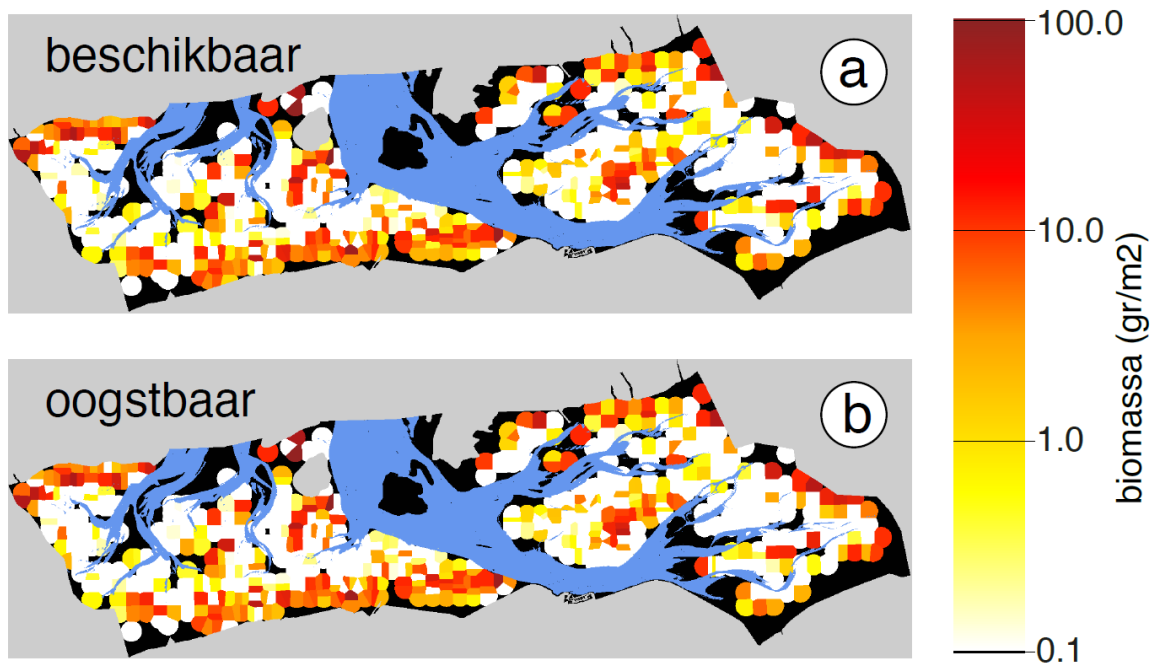 beschikbaar
a
oogstbaar
b
100.0
10.0
1.0
0.1
biomassa (gr/m2)